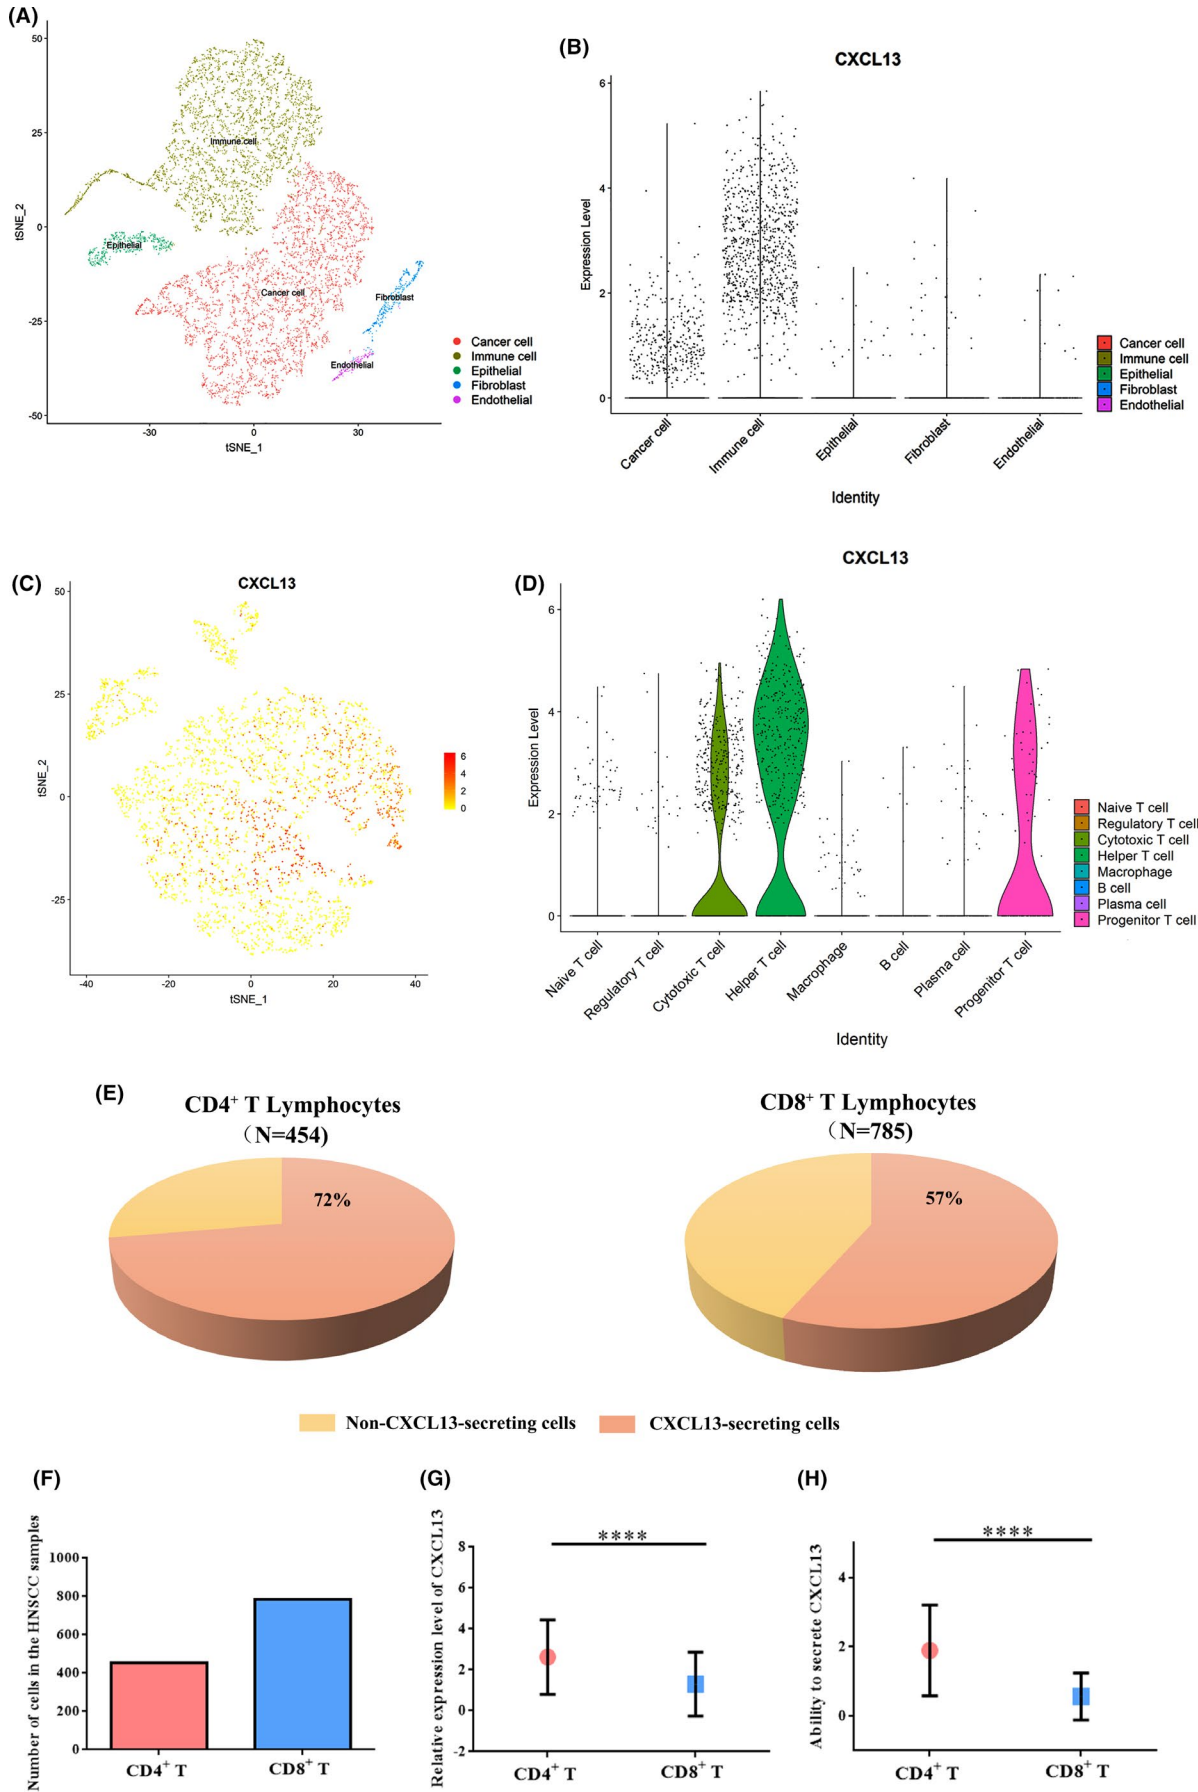 (A)
50
25
0
-25
-50
tSNE_2
-30
0
30
tSNE_1
Immune cell
Epithelial
Cancer cell
Fibroblast
Endothelial
Cancer cell
Immune cell
Epithelial
Fibroblast
Endothelial
(B)
CXCL13
6
4
2
0
Expression Level
Cancer cell
Immune cell
Epithelial
Fibroblast
Endothelial
Identity
Cancer cell
Immune cell
Epithelial
Fibroblast
Endothelial
(C)
CXCL13
50
25
0
-25
tSNE_2
-40
-20
0
20
40
tSNE_1
6
4
2
0
(D)
CXCL13
6
4
2
0
Expression Level
Naive T cell
Regulatory T cell
Cytotoxic T cell
Helper T cell
Macrophage
B cell
Plasma cell
Progenitor T cell
Identity
Naive T cell
Regulatory T cell
Cytotoxic T cell
Helper T cell
Macrophage
B cell
Plasma cell
Progenitor T cell
(E)
CD4⁺ T Lymphocytes
（N=454)
72%
CD8⁺ T Lymphocytes
（N=785)
57%
Non-CXCL13-secreting cells
CXCL13-secreting cells
(F)
Number of cells in the HNSCC samples
1000
800
600
400
200
0
CD4⁺ T
CD8⁺ T
(G)
Relative expression level of CXCL13
8
6
4
2
0
-2
****
CD4⁺ T
CD8⁺ T
(H)
Ability to secrete CXCL13
4
2
0
****
CD4⁺ T
CD8⁺ T